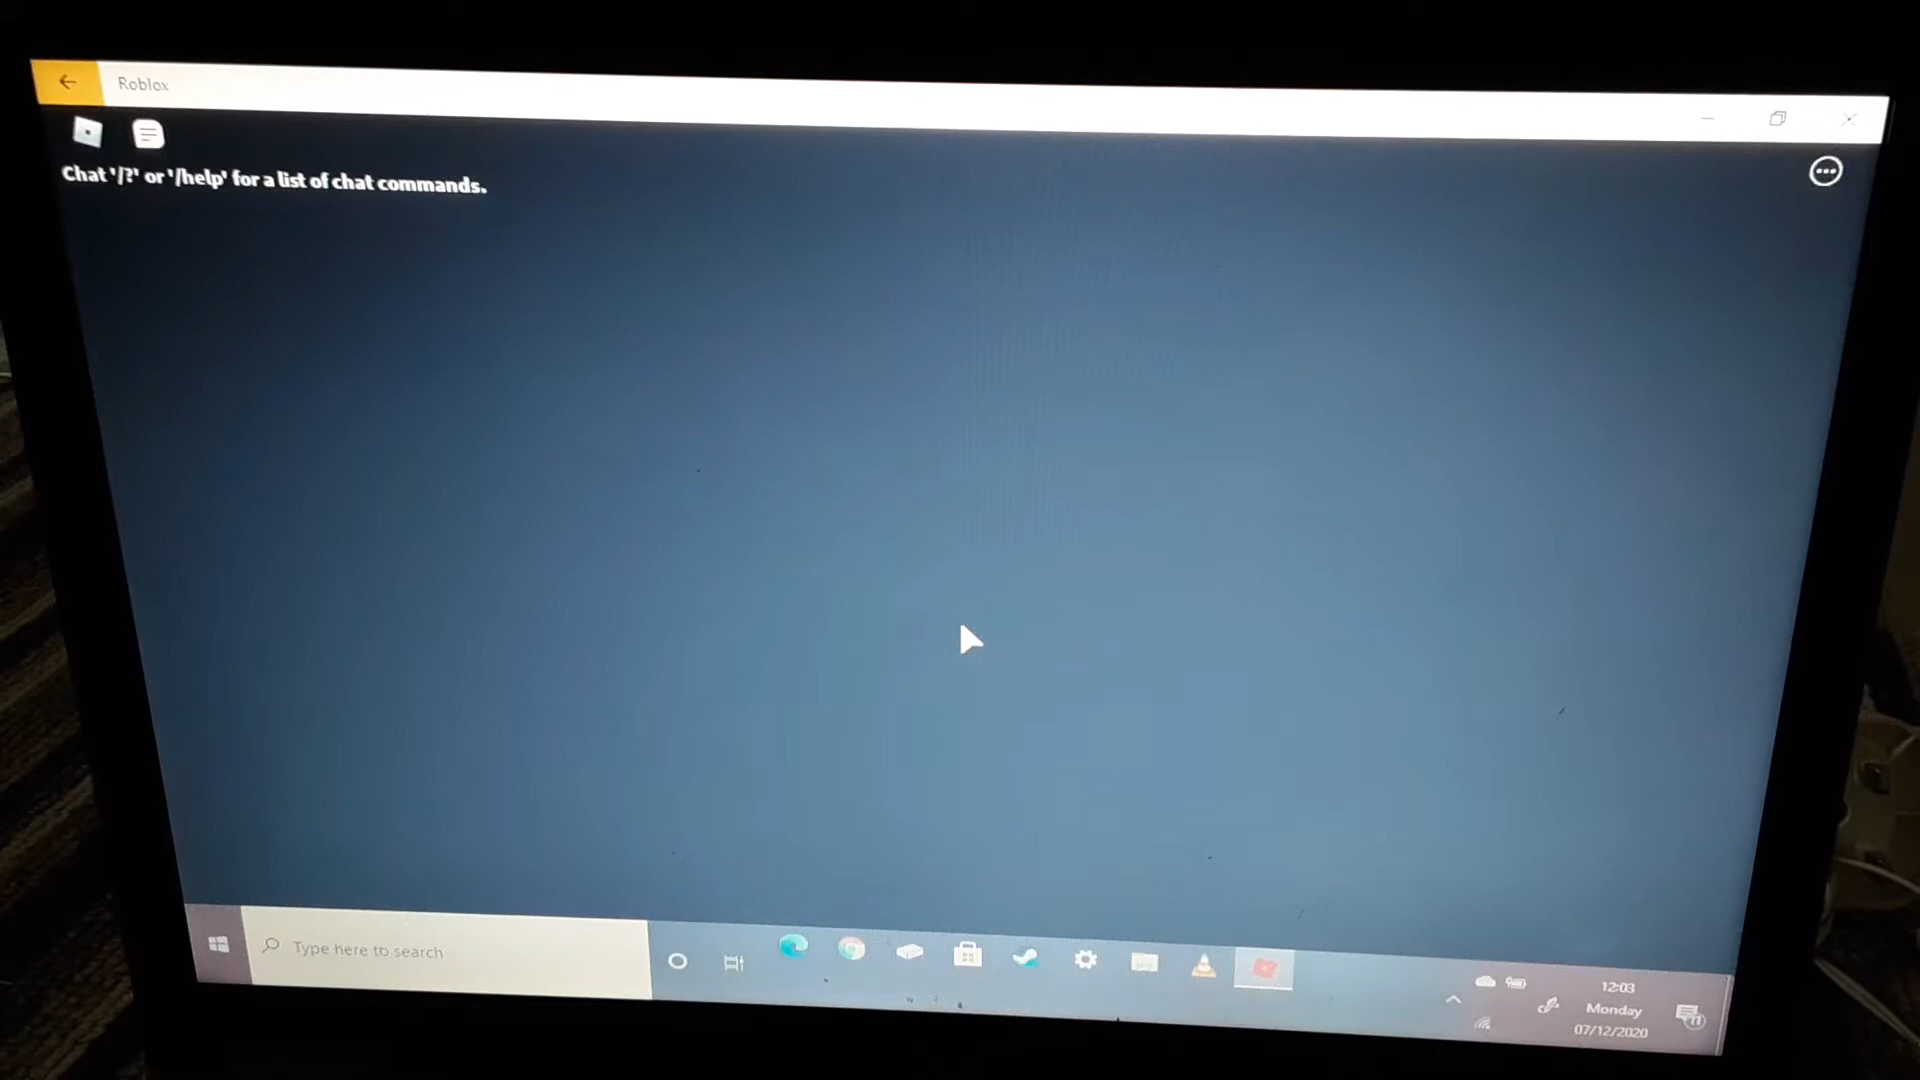 Roblox
Chat '/?' or '/help' for a list of chat commands.
Type here to search
12:03
Monday
07/12/2020
11